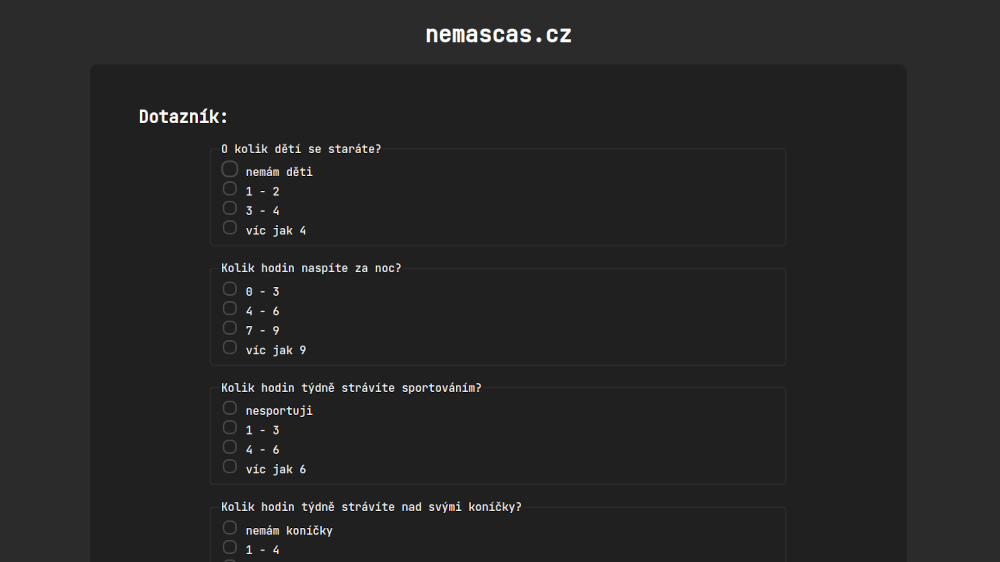 nemascas.cz
Dotazník:
O kolik dětí se staráte?
nemám děti
1 - 2
3 - 4
víc jak 4
Kolik hodin naspíte za noc?
0 - 3
4 - 6
7 - 9
víc jak 9
Kolik hodin týdně strávíte sportováním?
nesportuji
1 - 3
4 - 6
víc jak 6
Kolik hodin týdně strávíte nad svými koníčky?
nemám koníčky
1 - 4